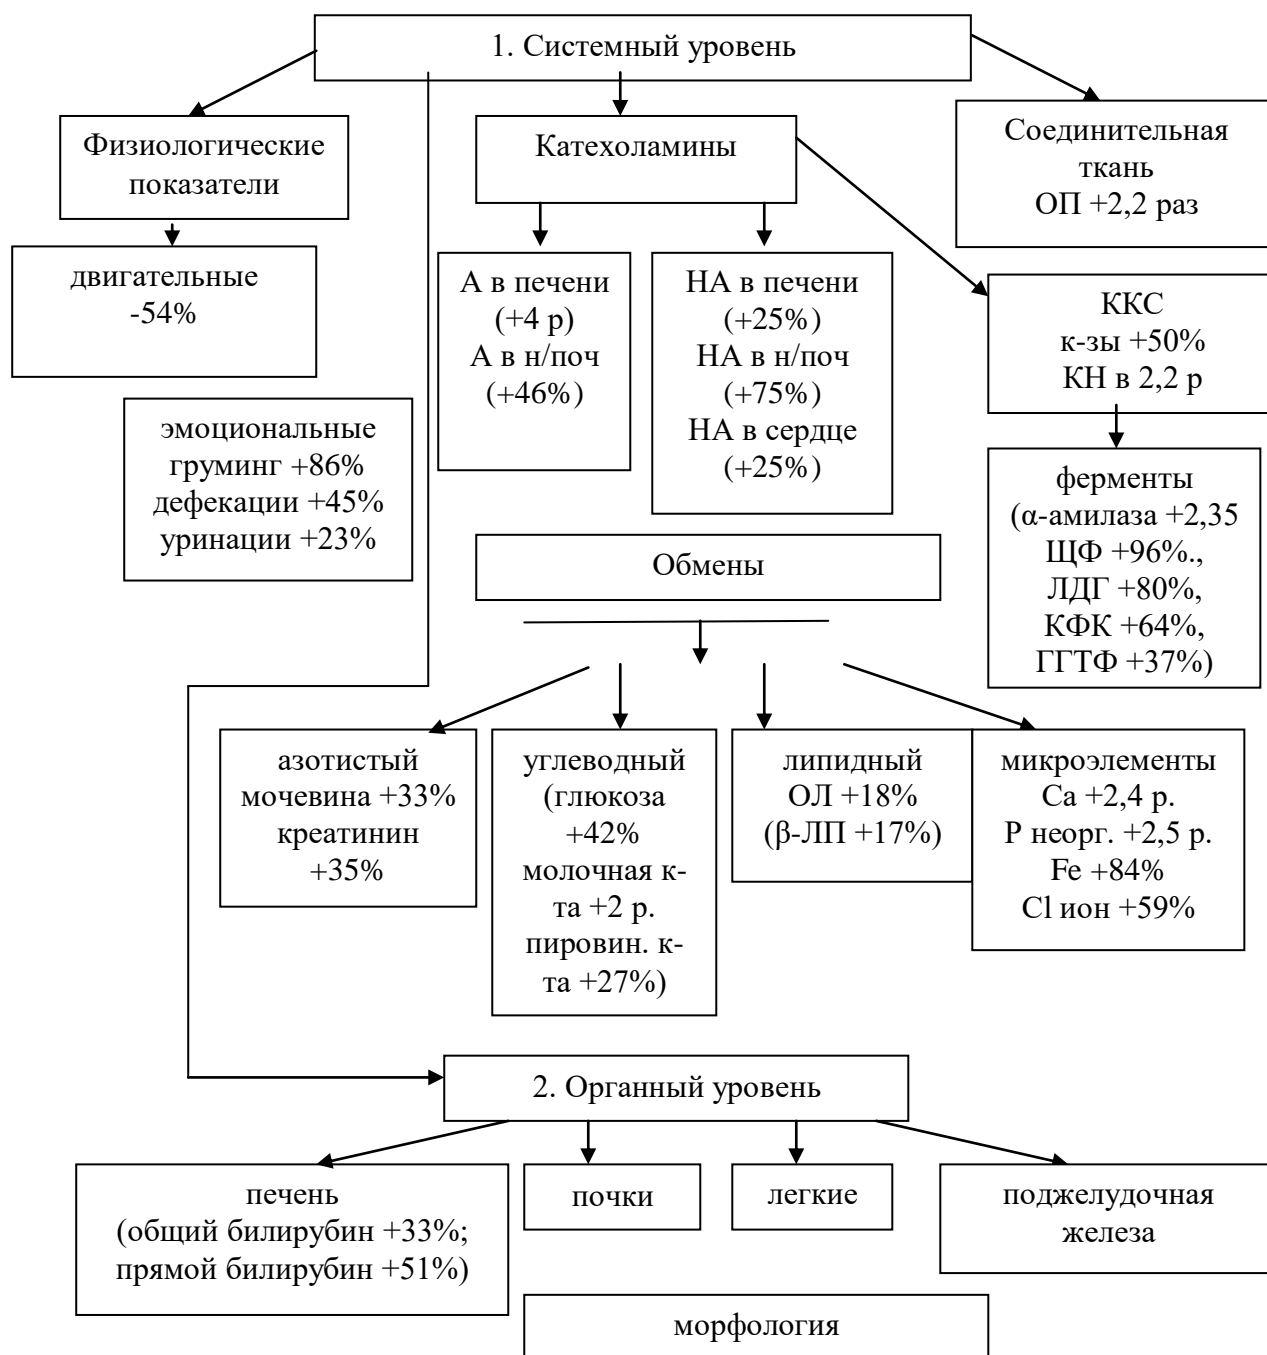 1. Системный уровень
Физиологические
показатели
Катехоламины
Соединительная
ткань
ОП +2,2 раз
двигательные
-54%
А в печени
(+4 р)
А в н/поч
(+46%)
НА в печени
(+25%)
НА в н/поч
(+75%)
НА в сердце
(+25%)
ККС
к-зы +50%
КН в 2,2 р
эмоциональные
груминг +86%
дефекации +45%
уринации +23%
ферменты
(α-амилаза +2,35
ЩФ +96%.,
ЛДГ +80%,
КФК +64%,
ГГТФ +37%)
Обмены
азотистый
мочевина +33%
креатинин
+35%
углеводный
(глюкоза
+42%
молочная к-
та +2 р.
пировин. к-
та +27%)
липидный
ОЛ +18%
(β-ЛП +17%)
микроэлементы
Ca +2,4 р.
Р неорг. +2,5 р.
Fe +84%
Cl ион +59%
2. Органный уровень
печень
(общий билирубин +33%;
прямой билирубин +51%)
почки
легкие
поджелудочная
железа
морфология